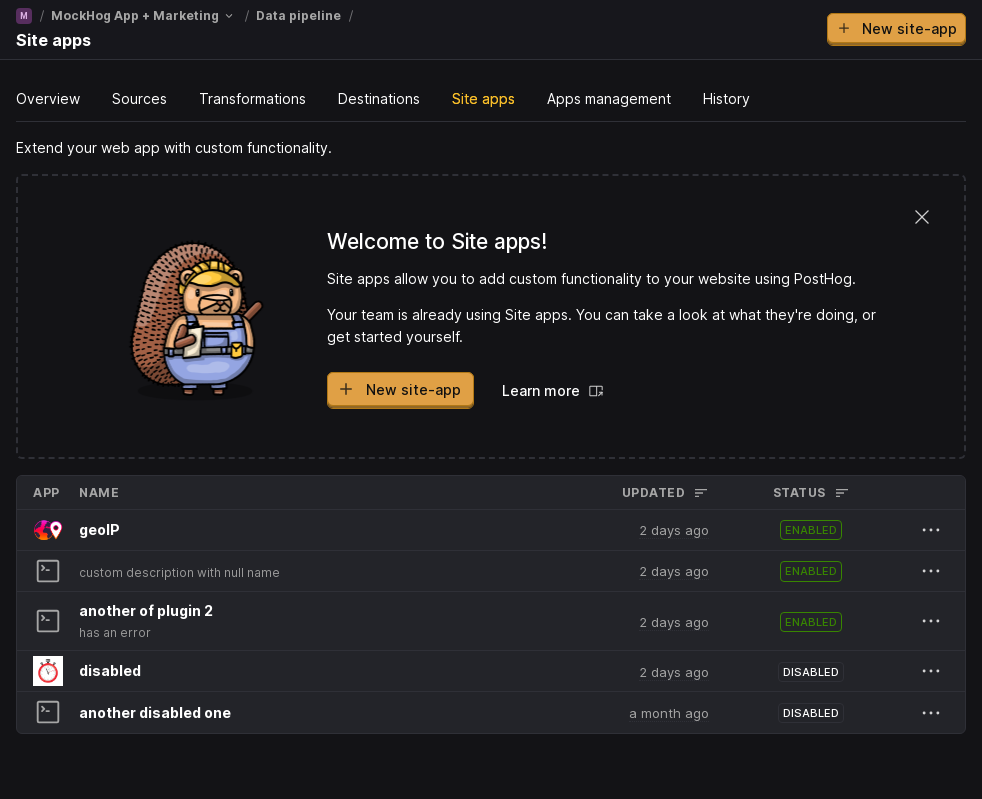 M / MockHog App + Marketing / Data pipeline /
Site apps
New site-app
Overview Sources Transformations Destinations Site apps Apps management History
Extend your web app with custom functionality.
Welcome to Site apps!
Site apps allow you to add custom functionality to your website using PostHog.
Your team is already using Site apps. You can take a look at what they're doing, or
get started yourself.
New site-app Learn more
APP NAME UPDATED STATUS
geoIP 2 days ago ENABLED
custom description with null name 2 days ago ENABLED
another of plugin 2
has an error 2 days ago ENABLED
disabled 2 days ago DISABLED
another disabled one a month ago DISABLED